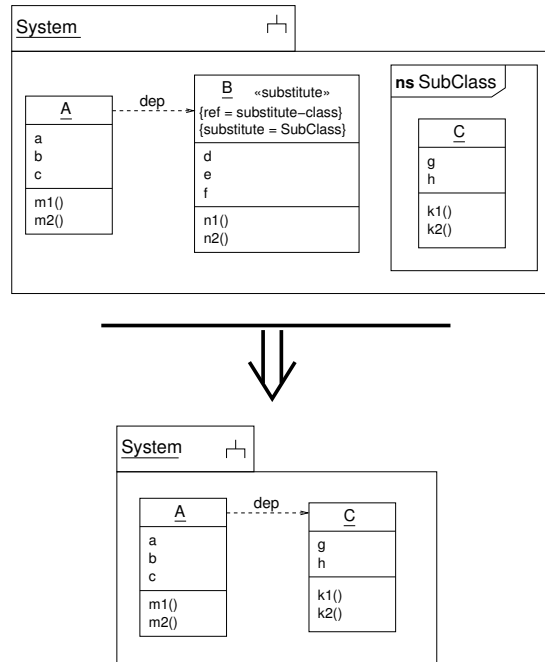 System
A
a
b
c
m1()
m2()
dep
B «substitute»
{ref = substitute−class}
{substitute = SubClass}
d
e
f
n1()
n2()
ns SubClass
C
g
h
k1()
k2()
System
A
a
b
c
m1()
m2()
dep
C
g
h
k1()
k2()